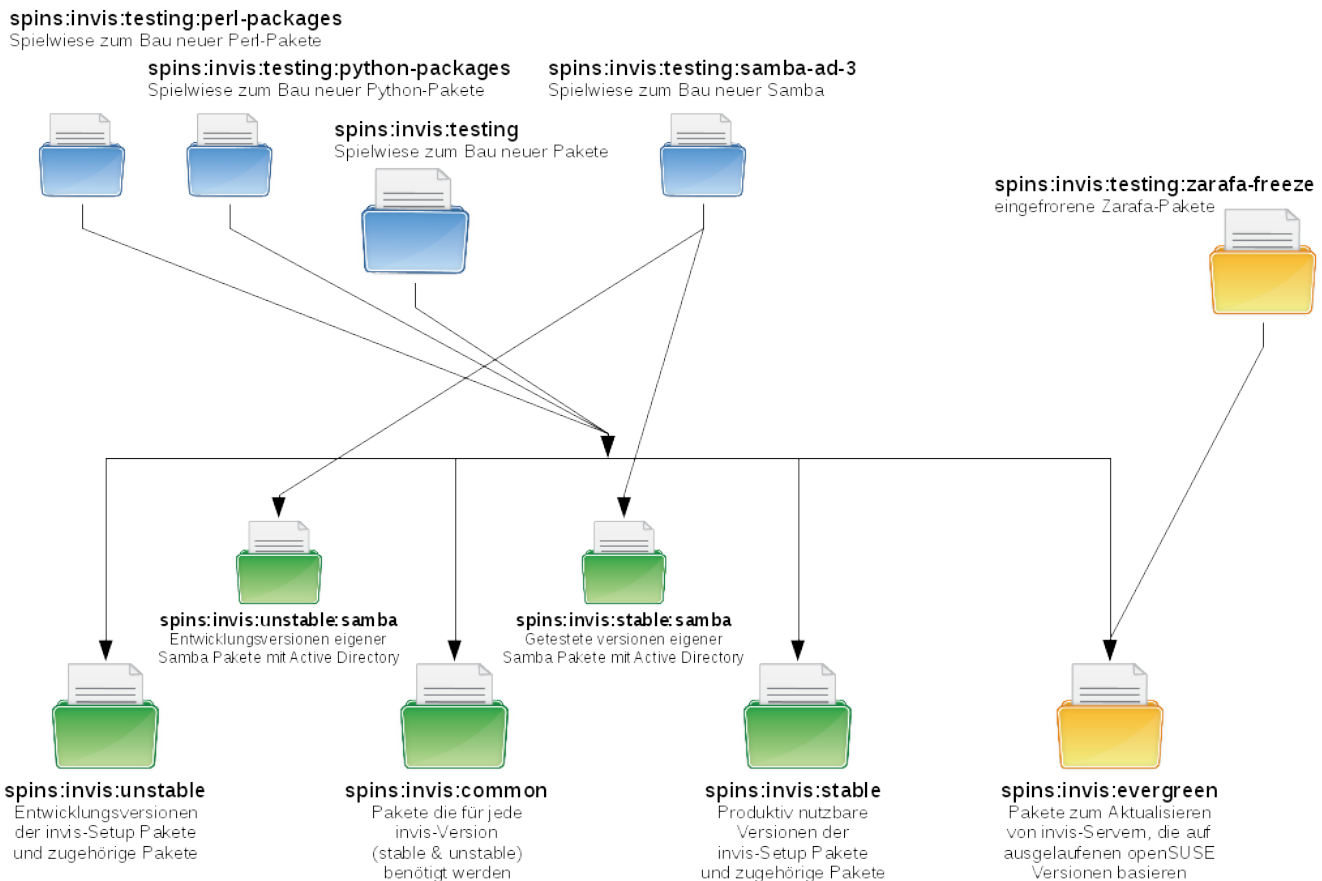 spins:invis:testing:perl-packages
Spielwiese zum Bau neuer Perl-Pakete
spins:invis:testing:python-packages
Spielwiese zum Bau neuer Python-Pakete
spins:invis:testing:samba-ad-3
Spielwiese zum Bau neuer Samba
spins:invis:testing
Spielwiese zum Bau neuer Pakete
spins:invis:testing:zarafa-freeze
eingefrorene Zarafa-Pakete
spins:invis:unstable:samba
Entwicklungsversionen eigener
Samba Pakete mit Active Directory
spins:invis:stable:samba
Getestete versionen eigener
Samba Pakete mit Active Directory
spins:invis:unstable
Entwicklungsversionen
der invis-Setup Pakete
und zugehörige Pakete
spins:invis:common
Pakete die für jede
invis-Version
(stable & unstable)
benötigt werden
spins:invis:stable
Produktiv nutzbare
Versionen der
invis-Setup Pakete
und zugehörige Pakete
spins:invis:evergreen
Pakete zum Aktualisieren
von invis-Servern, die auf
ausgelaufenen openSUSE
Versionen basieren